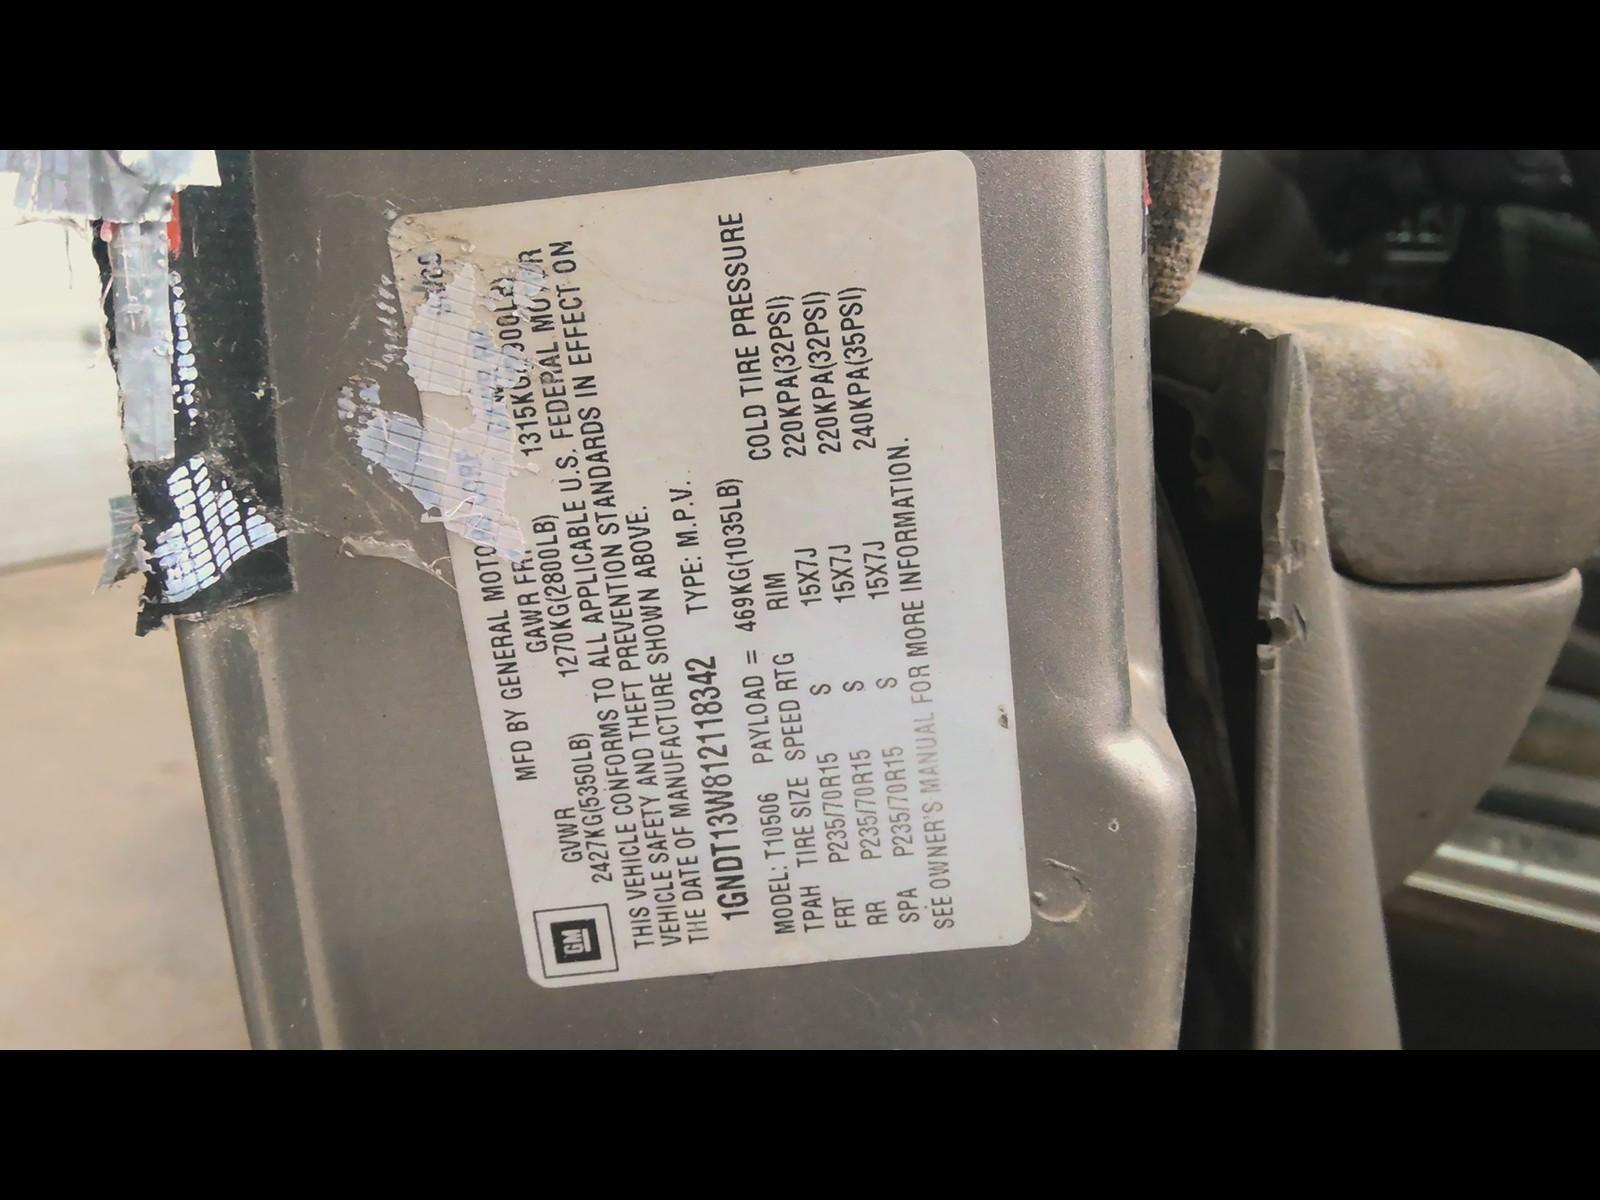 GM
MFD BY GENERAL
GVWR GAWR
2427KG(5350LB) 1270KG(2800LB)
THIS VEHICLE CONFORMS TO ALL APPLICABLE U.S. FEDERAL MOTOR
VEHICLE SAFETY AND THEFT PREVENTION STANDARDS IN EFFECT ON
THE DATE OF MANUFACTURE SHOWN ABOVE.
1GNDT13W812118342 TYPE: M.P.V.
MODEL: T10506 PAYLOAD = 469KG(1035LB)
TPAH TIRE SIZE SPEED RTG RIM COLD TIRE PRESSURE
FRT P235/70R15 S 15X7J 220KPA(32PSI)
RR P235/70R15 S 15X7J 220KPA(32PSI)
SPA P235/70R15 S 15X7J 240KPA(35PSI)
SEE OWNER'S MANUAL FOR MORE INFORMATION.